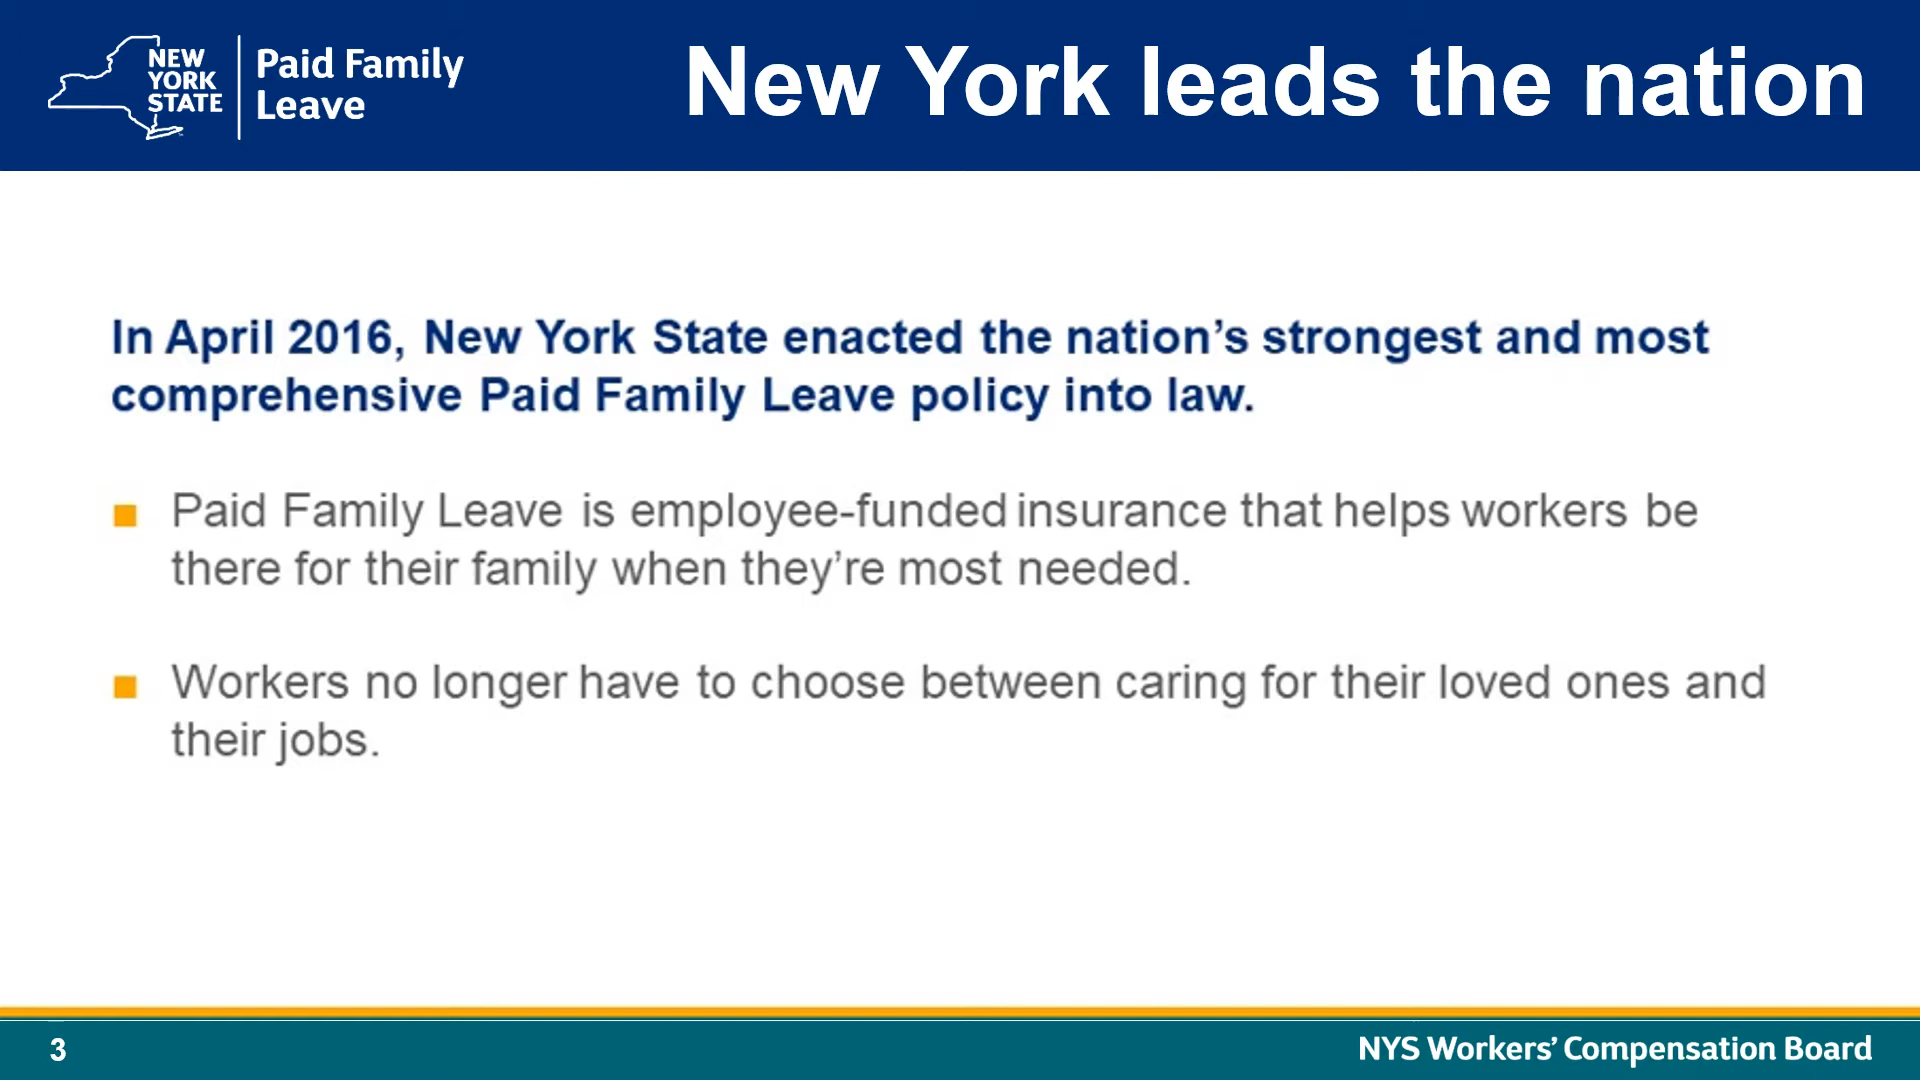 NEW
YORK
STATE
Paid Family
Leave
New York leads the nation
In April 2016, New York State enacted the nation’s strongest and most
comprehensive Paid Family Leave policy into law.
Paid Family Leave is employee-funded insurance that helps workers be
there for their family when they’re most needed.
Workers no longer have to choose between caring for their loved ones and
their jobs.
3
NYS Workers’ Compensation Board